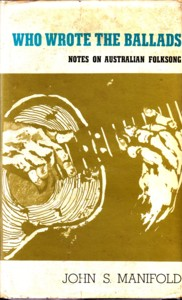 WHO WROTE THE BALLADS
NOTES ON AUSTRALIAN FOLKSONG
JOHN S. MANIFOLD